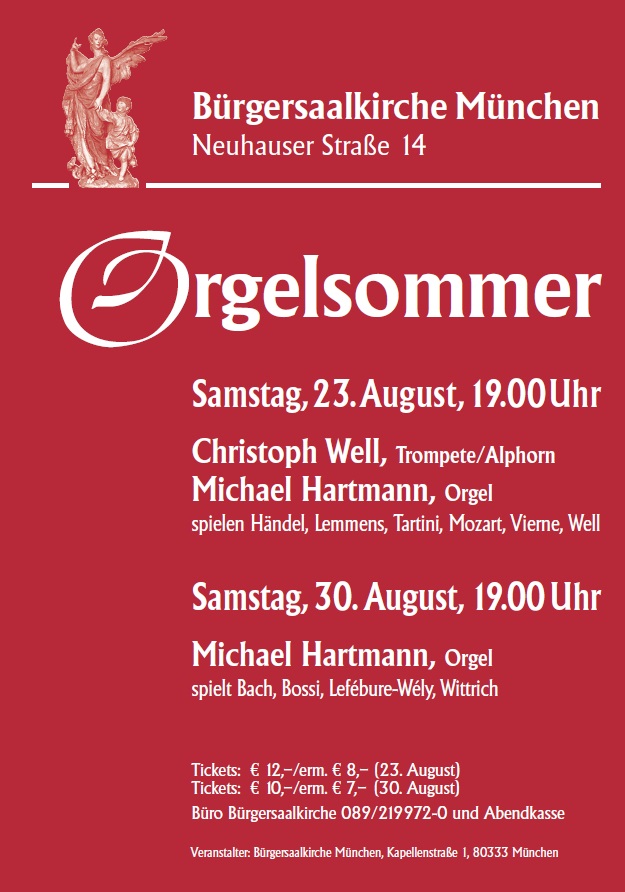 Bürgersaalkirche München
Neuhauser Straße 14
Orgelsommer
Samstag, 23. August, 19.00 Uhr
Christoph Well, Trompete/Alphorn
Michael Hartmann, Orgel
spielen Händel, Lemmens, Tartini, Mozart, Vierne, Well
Samstag, 30. August, 19.00 Uhr
Michael Hartmann, Orgel
spielt Bach, Bossi, Lefébure-Wély, Wittrich
Tickets: € 12,–/erm. € 8,– (23. August)
Tickets: € 10,–/erm. € 7,– (30. August)
Büro Bürgersaalkirche 089/219972-0 und Abendkasse
Veranstalter: Bürgersaalkirche München, Kapellenstraße 1, 80333 München